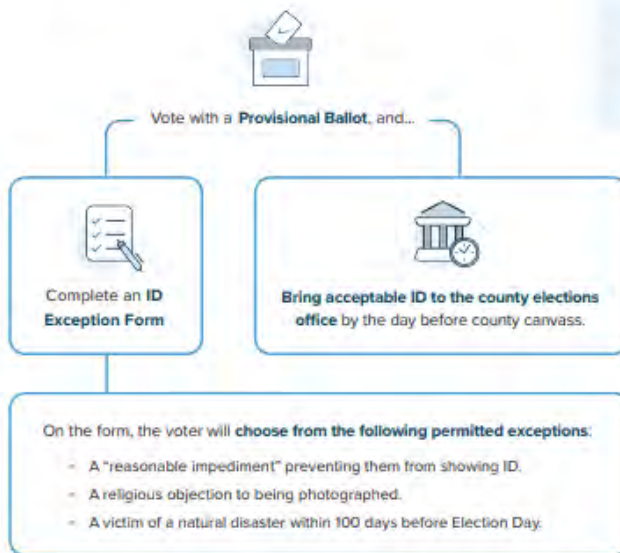 Vote with a Provisional Ballot, and...
Complete an ID
Exception Form
Bring acceptable ID to the county elections
office by the day before county canvass.
On the form, the voter will choose from the following permitted exceptions:
- A "reasonable impediment" preventing them from showing ID.
- A religious objection to being photographed.
- A victim of a natural disaster within 100 days before Election Day.